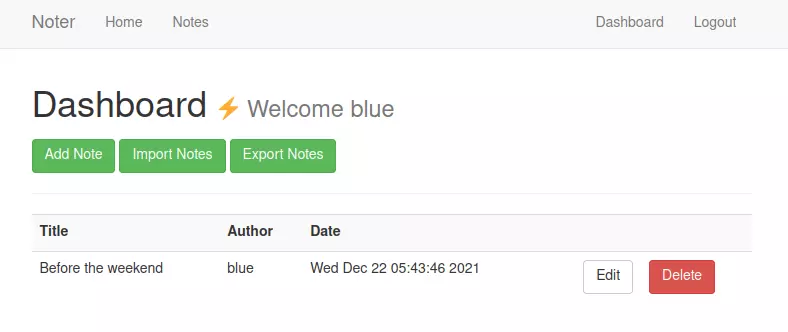 Noter Home Notes Dashboard Logout
Dashboard ⚡ Welcome blue
Add Note Import Notes Export Notes
Title Author Date
Before the weekend blue Wed Dec 22 05:43:46 2021 Edit Delete